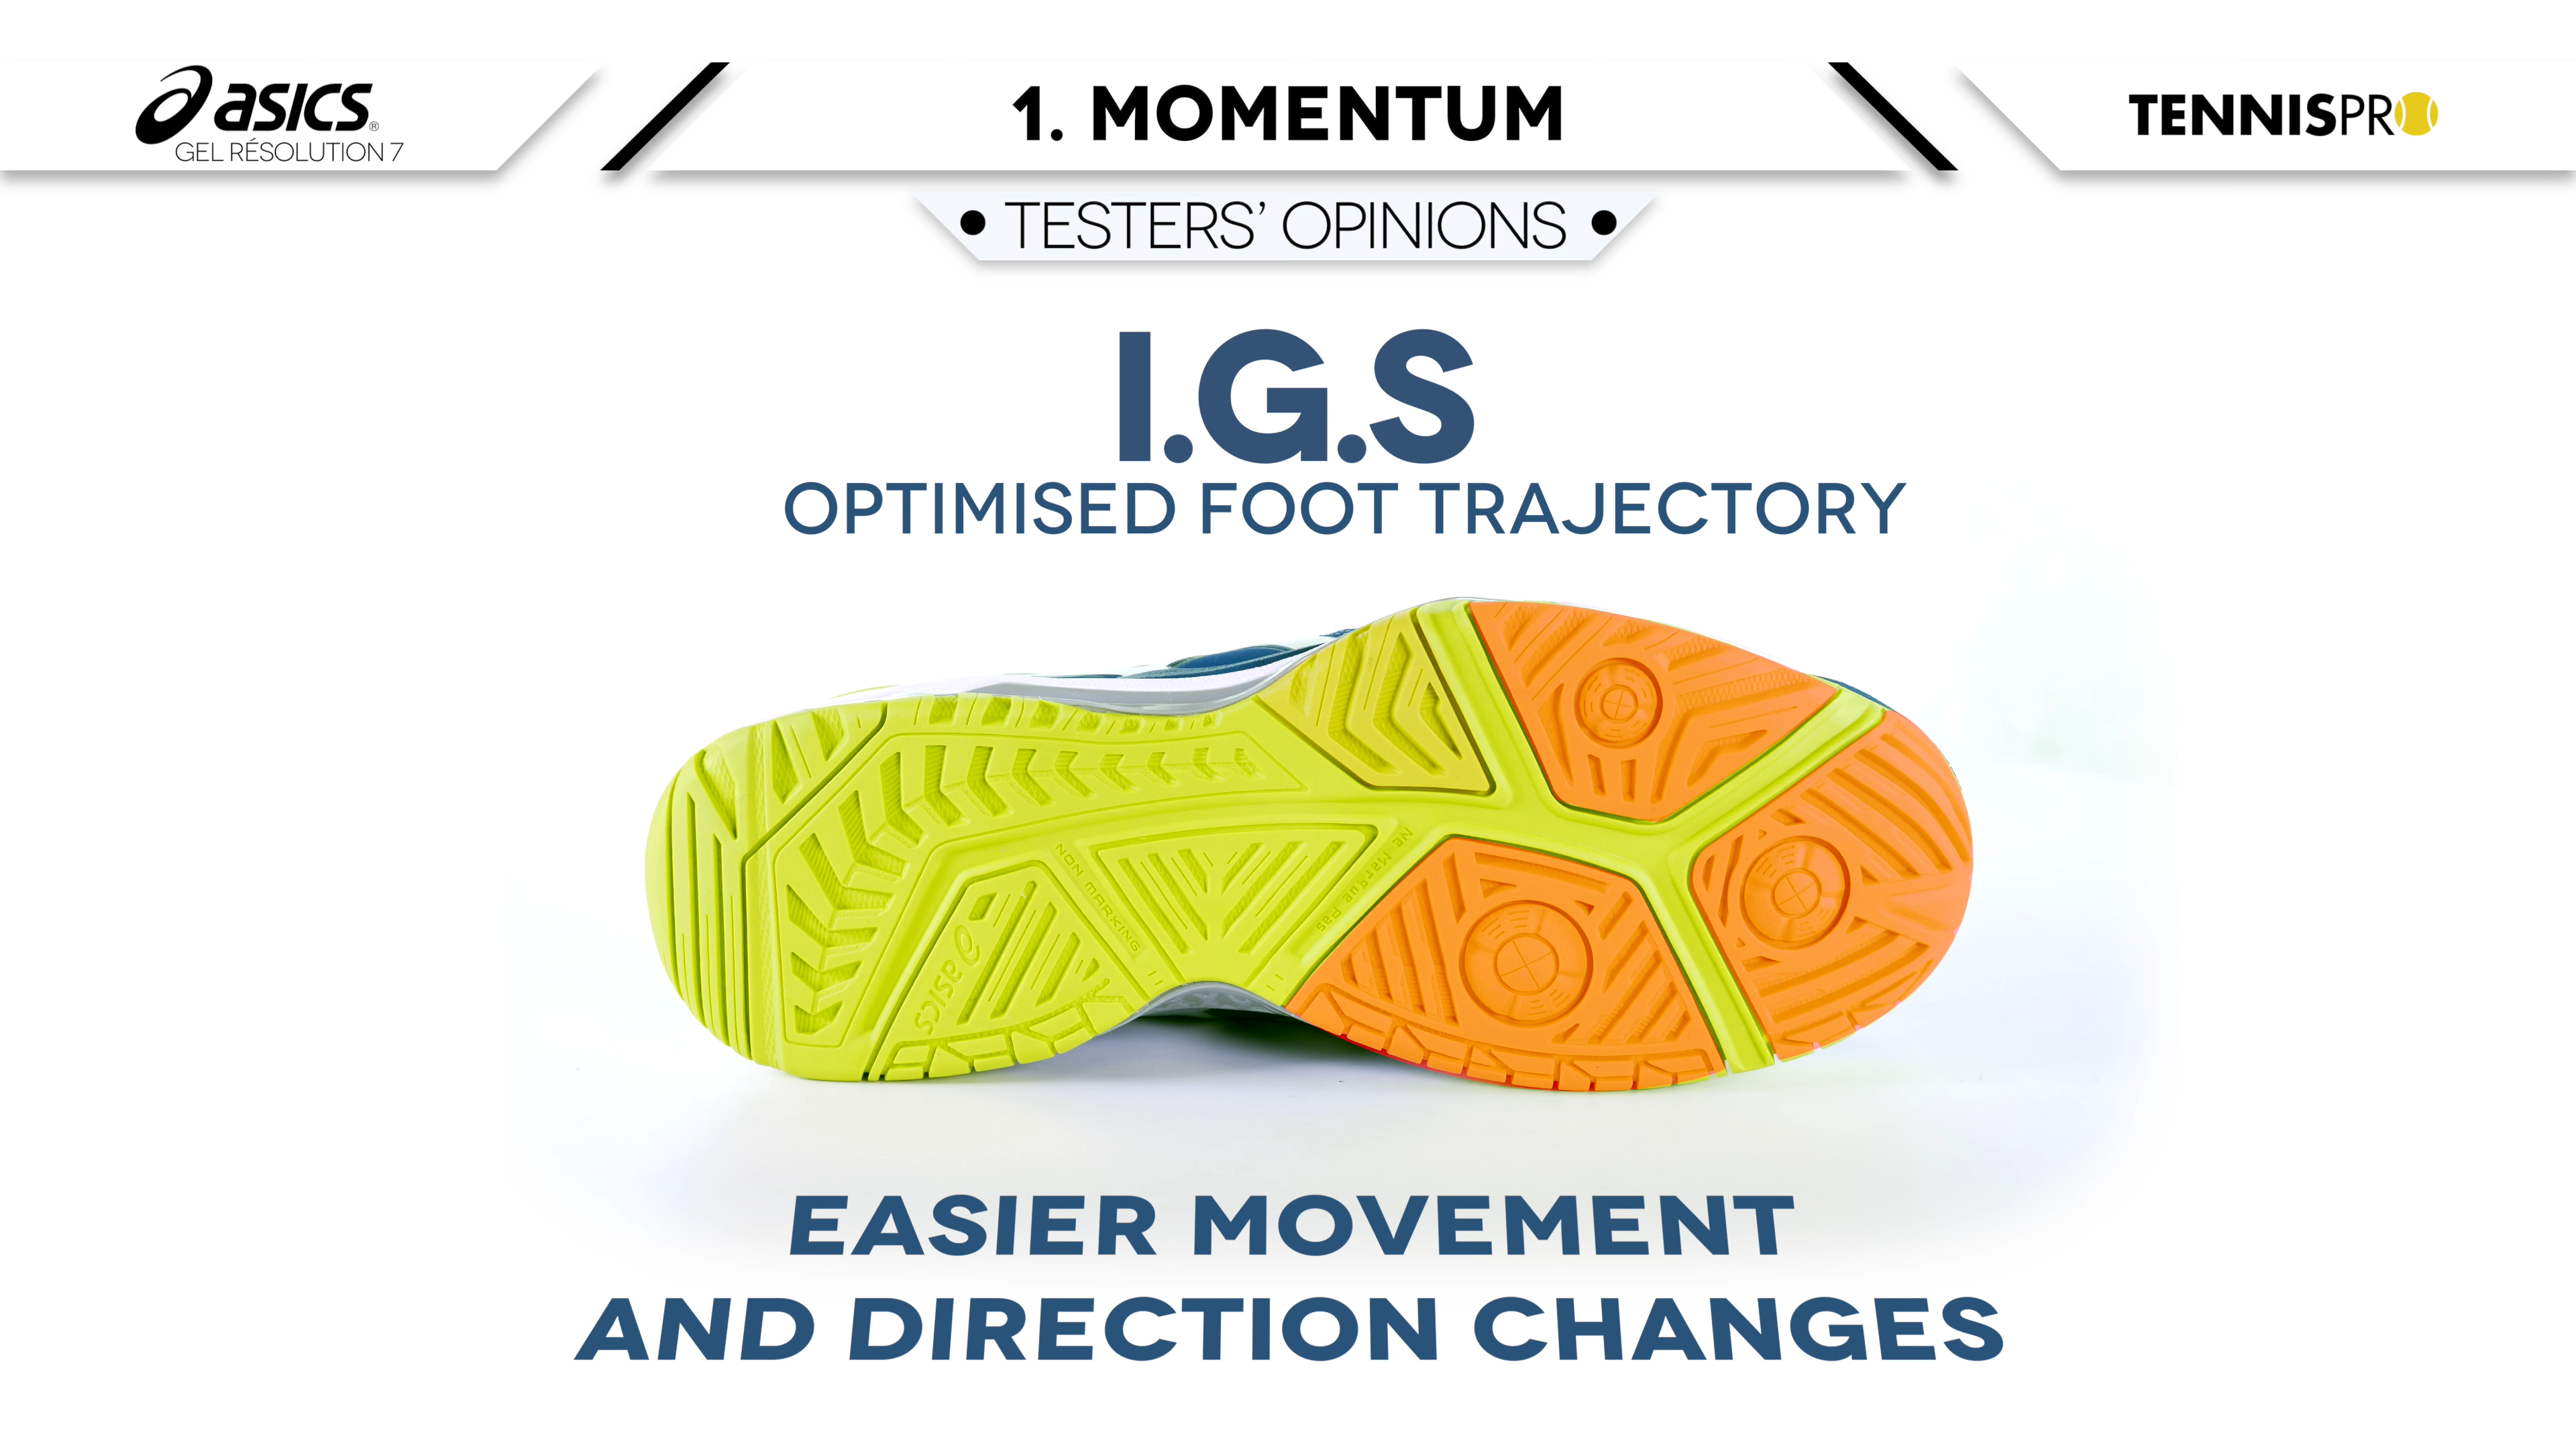 asics®
GEL RÉSOLUTION 7
1. MOMENTUM
TENNISPRO
• TESTERS' OPINIONS •
I.G.S
OPTIMISED FOOT TRAJECTORY
NON MARKING
Ne Marque Pas
asics
EASIER MOVEMENT
AND DIRECTION CHANGES